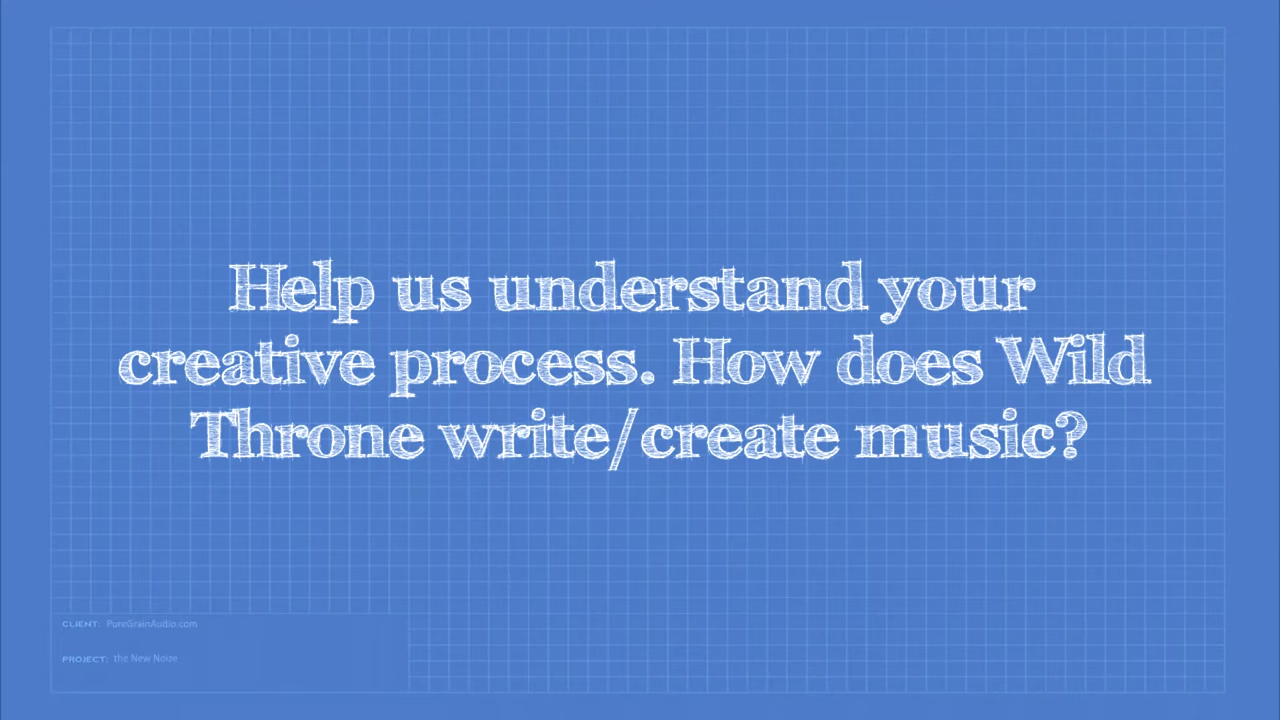 Help us understand your
creative process. How does Wild
Throne write/create music?
CLIENT: PureGrainAudio.com
PROJECT: the New Noize